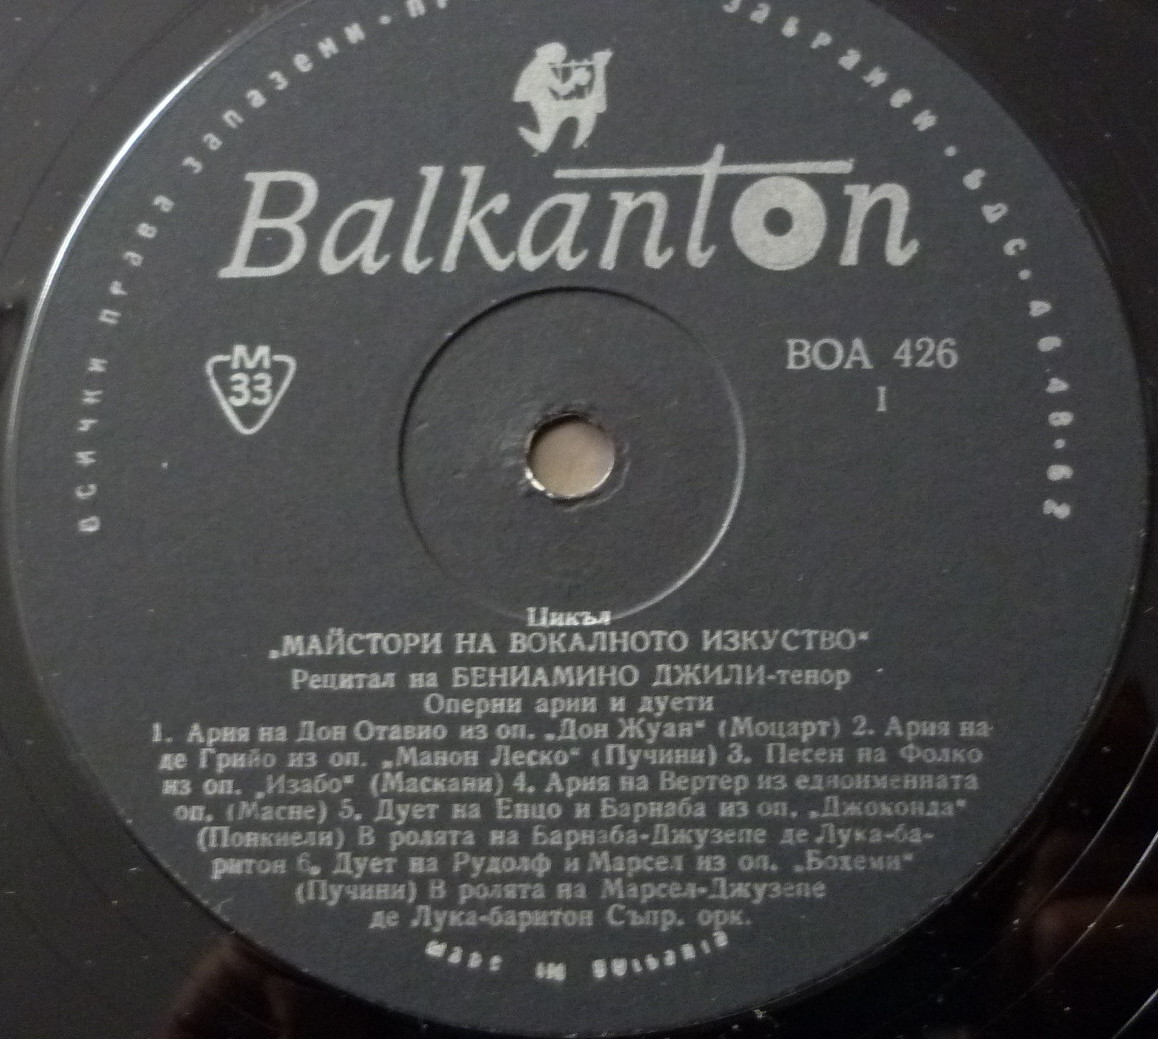 ВСИЧКИ ПРАВА ЗАПАЗЕНИ
БДС·46·48·62
Balkanton
M
33
ВОА 426
I
Цикъл
„МАЙСТОРИ НА ВОКАЛНОТО ИЗКУСТВО“
Рецитал на БЕНИАМИНО ДЖИЛИ-тенор
Оперни арии и дуети
1. Ария на Дон Отавио из оп. „Дон Жуан“ (Моцарт) 2. Ария на
де Грийо из оп. „Манон Леско“ (Пучини) 3. Песен на Фолко
из оп. „Изабо“ (Маскани) 4. Ария на Вертер из едноименната
оп. (Масне) 5. Дует на Енцо и Барнаба из оп. „Джоконда“
(Понкиели) В ролята на Барнаба-Джузепе де Лука-ба-
ритон 6. Дует на Рудолф и Марсел из оп. „Бохеми“
(Пучини) В ролята на Марсел-Джузепе
де Лука-баритон Съпр. орк.
Made in Bulgaria